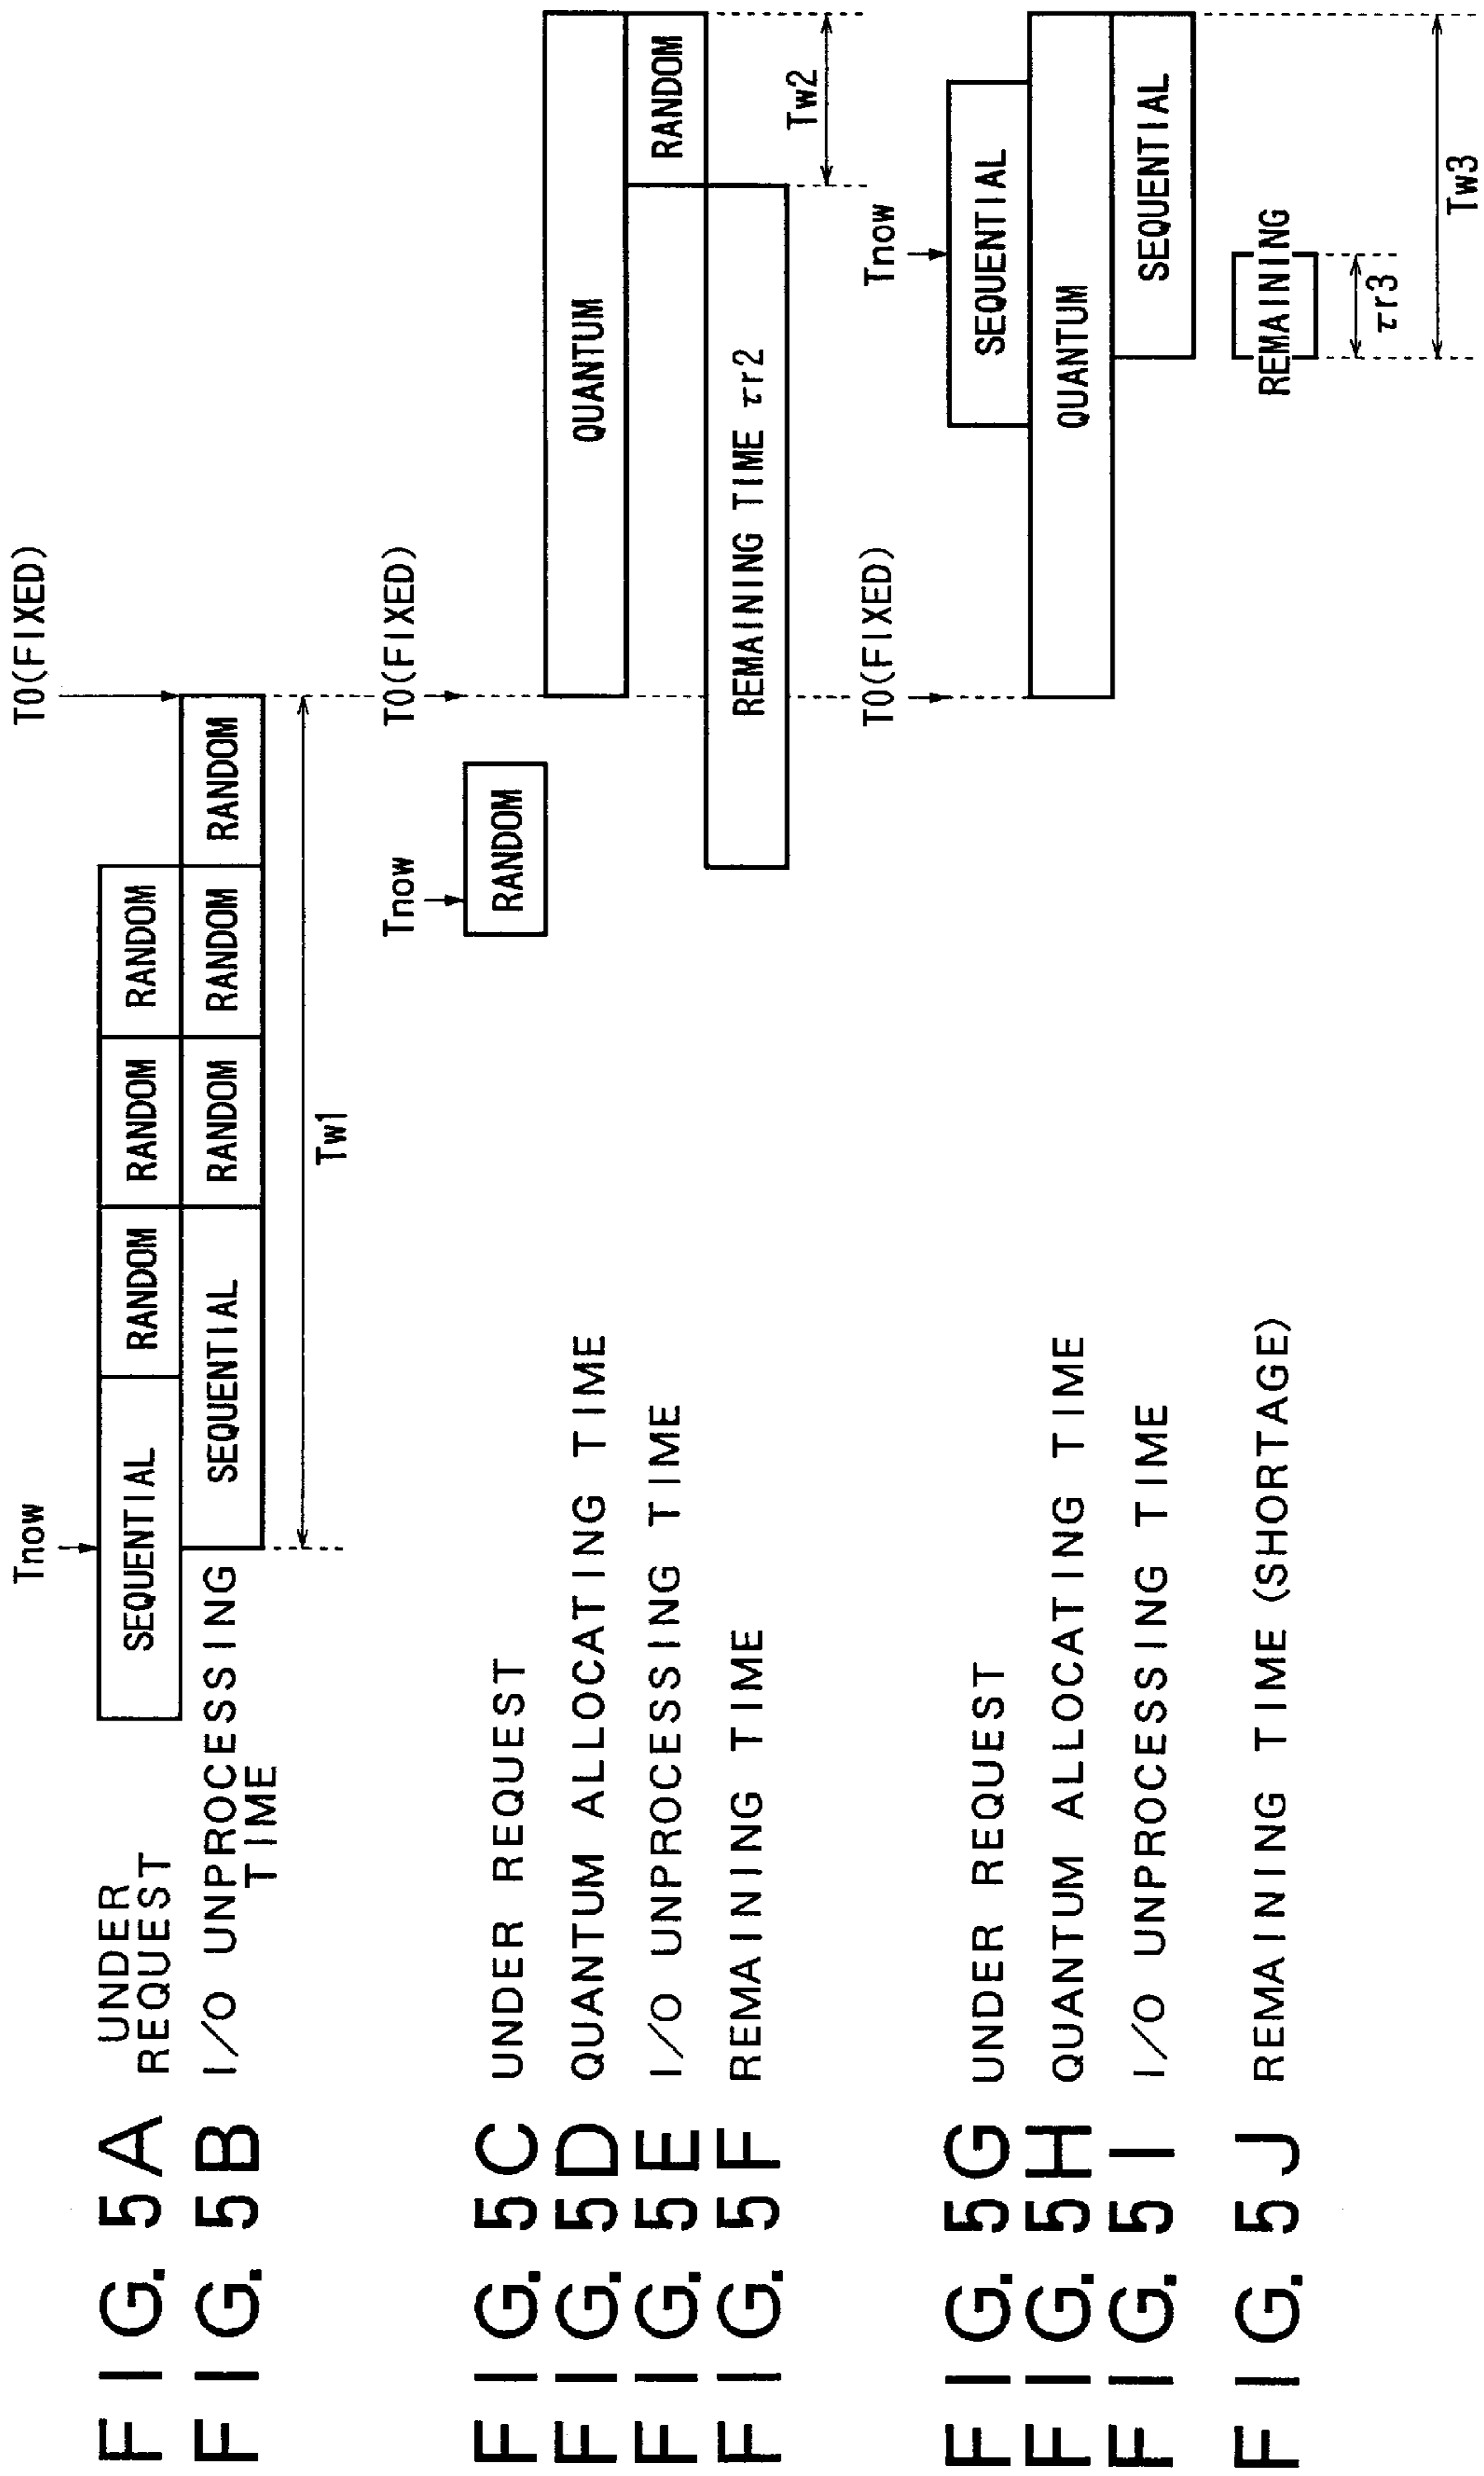 FIG. 5A UNDER REQUEST
Tnow
T0(FIXED)
SEQUENTIAL RANDOM RANDOM RANDOM
FIG. 5B I/O UNPROCESSING TIME
SEQUENTIAL RANDOM RANDOM RANDOM
Tw1
FIG. 5C UNDER REQUEST
Tnow
T0(FIXED)
RANDOM
FIG. 5D QUANTUM ALLOCATING TIME
QUANTUM
FIG. 5E I/O UNPROCESSING TIME
RANDOM
FIG. 5F REMAINING TIME
REMAINING TIME τr2
Tw2
FIG. 5G UNDER REQUEST
T0(FIXED)
Tnow
SEQUENTIAL
FIG. 5H QUANTUM ALLOCATING TIME
QUANTUM
FIG. 5I I/O UNPROCESSING TIME
SEQUENTIAL
FIG. 5J REMAINING TIME (SHORTAGE)
REMAINING
τr3
Tw3